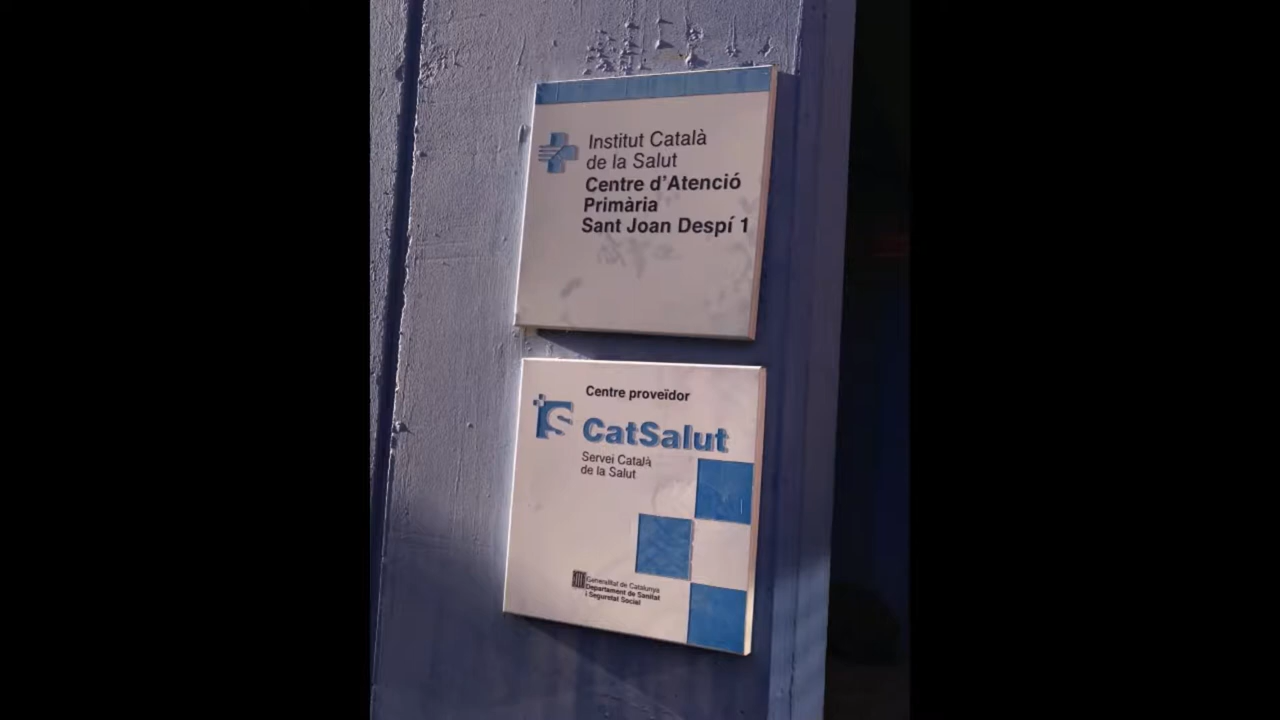 Institut Català
de la Salut
Centre d'Atenció
Primària
Sant Joan Despí 1
Centre proveïdor
CatSalut
Servei Català
de la Salut
Generalitat de Catalunya
Departament de Sanitat
i Seguretat Social